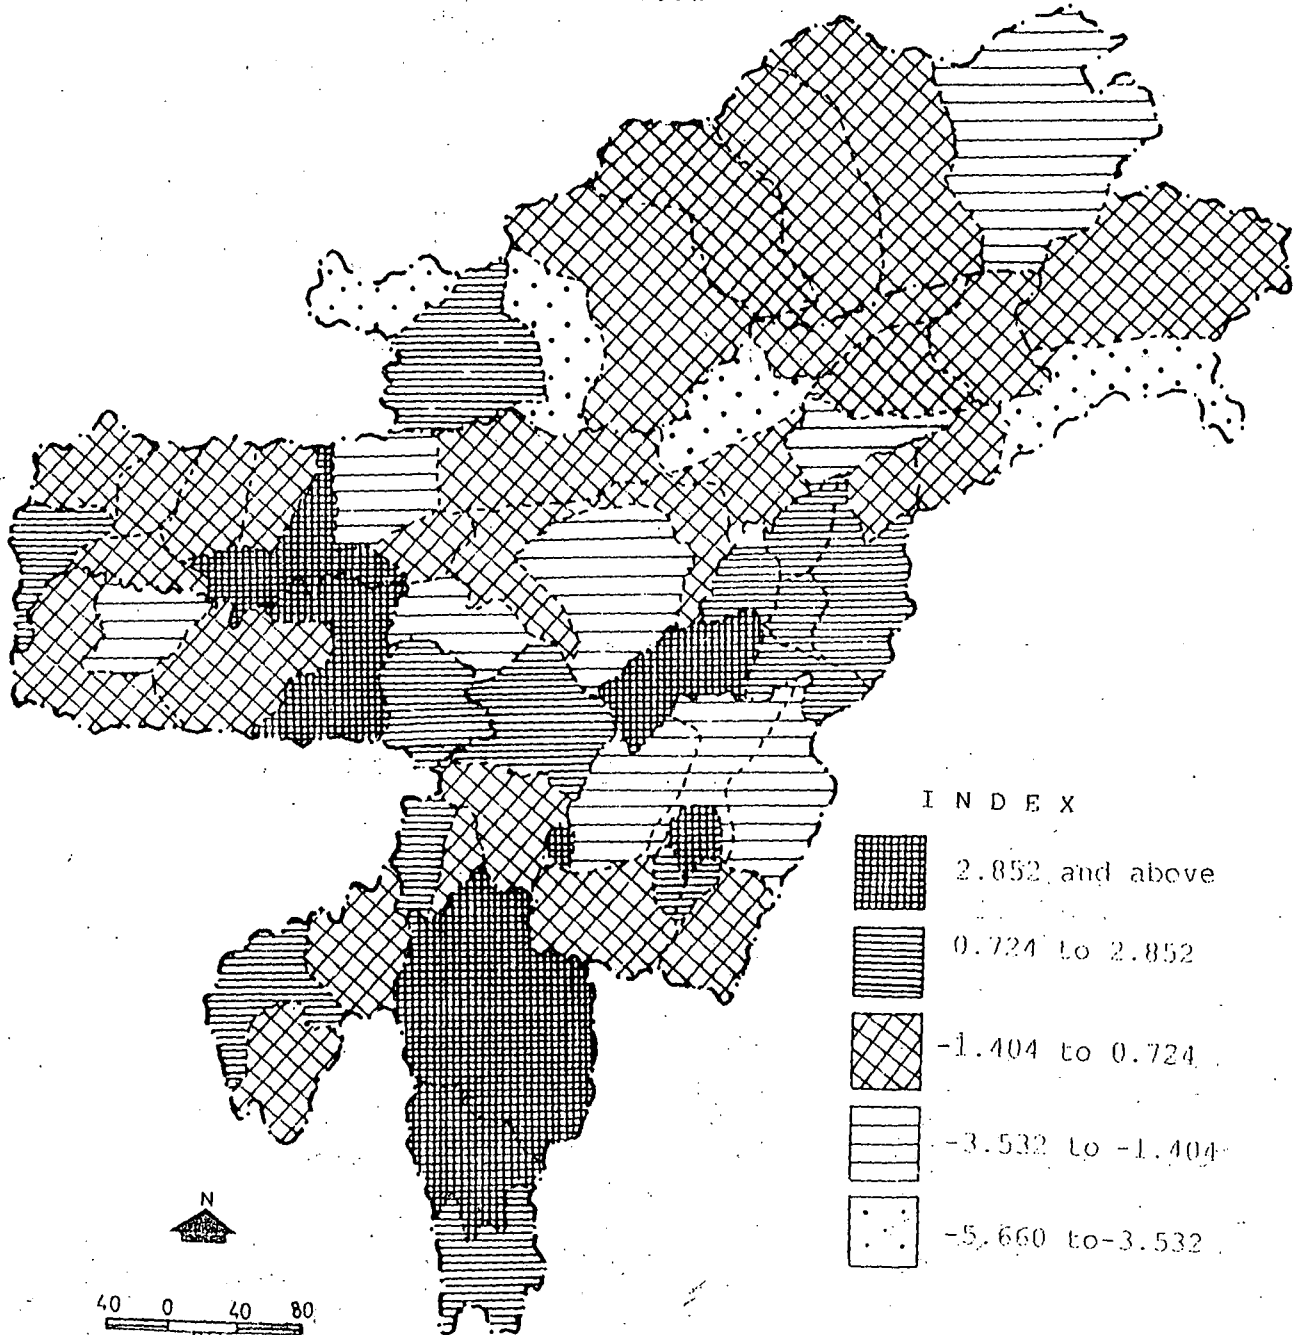 I N D E X
2.852 and above
0.724 to 2.852
-1.404 to 0.724
-3.532 to -1.404
-5.660 to -3.532
N
40 0 40 80